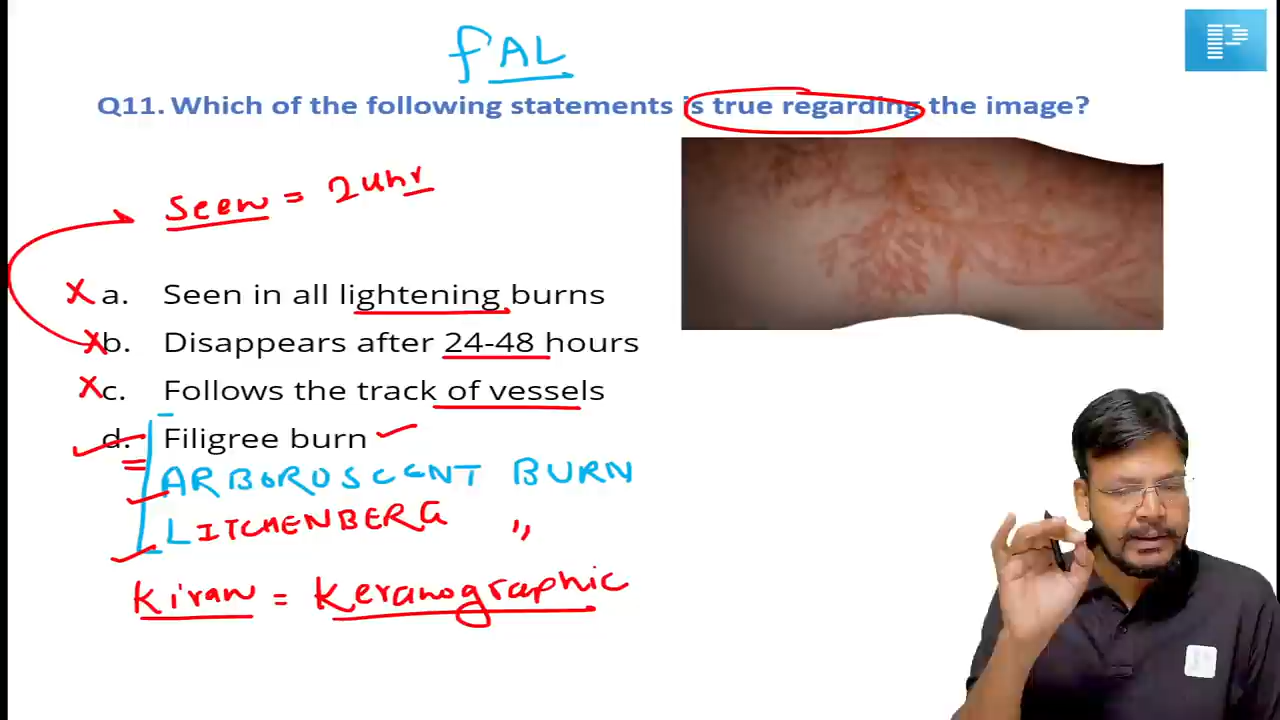 fAL
Q11. Which of the following statements is true regarding the image?
Seen = 24hr
x a. Seen in all lightening burns
x b. Disappears after 24-48 hours
x c. Follows the track of vessels
d. Filigree burn
ARBOROSCENT BURN
LITCHENBERG ,,
Kiran = Keranographic